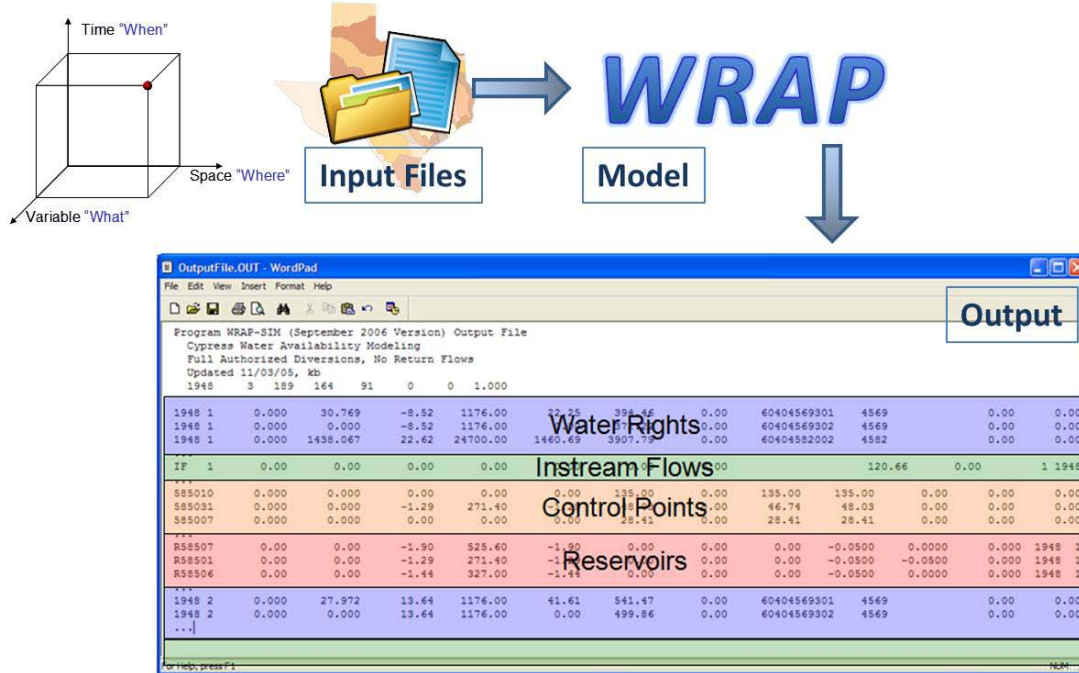 Time "When"
Space "Where"
Variable "What"
Input Files
WRAP
Model
Output
OutputFile.OUT - WordPad
File Edit View Insert Format Help
Program WRAP-SIM (September 2006 Version) Output File
Cypress Water Availability Modeling
Full Authorized Diversions, No Return Flows
Updated 11/03/05, kb
1948 3 189 164 91 0 0 1.000
Water Rights
1948 1 0.000 30.769 -8.52 1176.00 22.25 394.46 0.00 60404569301 4569 0.00 0.00
1948 1 0.000 0.000 -8.52 1176.00 0.00 60404569302 4569 0.00 0.00
1948 1 0.000 1438.067 22.62 24700.00 1460.69 3907.79 0.00 60404582002 4582 0.00 0.00
...
Instream Flows
IF 1 0.00 0.00 0.00 0.00 120.66 0.00 1 1948
...
Control Points
585010 0.000 0.000 0.00 0.00 0.00 135.00 0.00 135.00 135.00 0.00 0.00 0.00
585031 0.000 0.000 -1.29 271.40 46.74 48.03 0.00 0.00 0.00
585007 0.000 0.000 0.00 0.00 0.00 28.41 0.00 28.41 28.41 0.00 0.00 0.00
...
Reservoirs
R58507 0.00 0.00 -1.90 525.60 -1.90 0.00 0.00 0.00 -0.0500 0.0000 0.000 1948 1
R58501 0.00 0.00 -1.29 271.40 0.00 0.00 -0.0500 -0.0500 0.000 1948 1
R58506 0.00 0.00 -1.44 327.00 -1.44 0.00 0.00 0.00 -0.0500 0.0000 0.000 1948 1
...
1948 2 0.000 27.972 13.64 1176.00 41.61 541.47 0.00 60404569301 4569 0.00 0.00
1948 2 0.000 0.000 13.64 1176.00 0.00 499.86 0.00 60404569302 4569 0.00 0.00
...
For Help, press F1
NUM